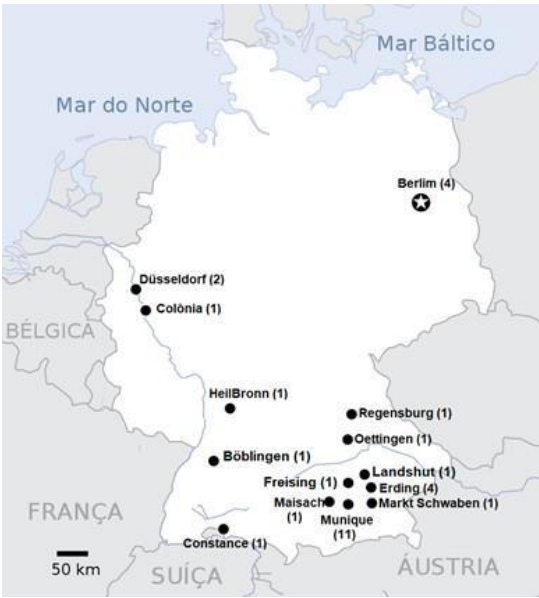 Mar Báltico
Mar do Norte
Berlim (4)
Düsseldorf (2)
Colònia (1)
BÉLGICA
HeilBronn (1)
Regensburg (1)
Oettingen (1)
Böblingen (1)
Landshut (1)
Freising (1)
Erding (4)
Maisach
(1)
Markt Schwaben (1)
Munique
(11)
FRANÇA
Constance (1)
50 km
SUÍÇA
ÁUSTRIA